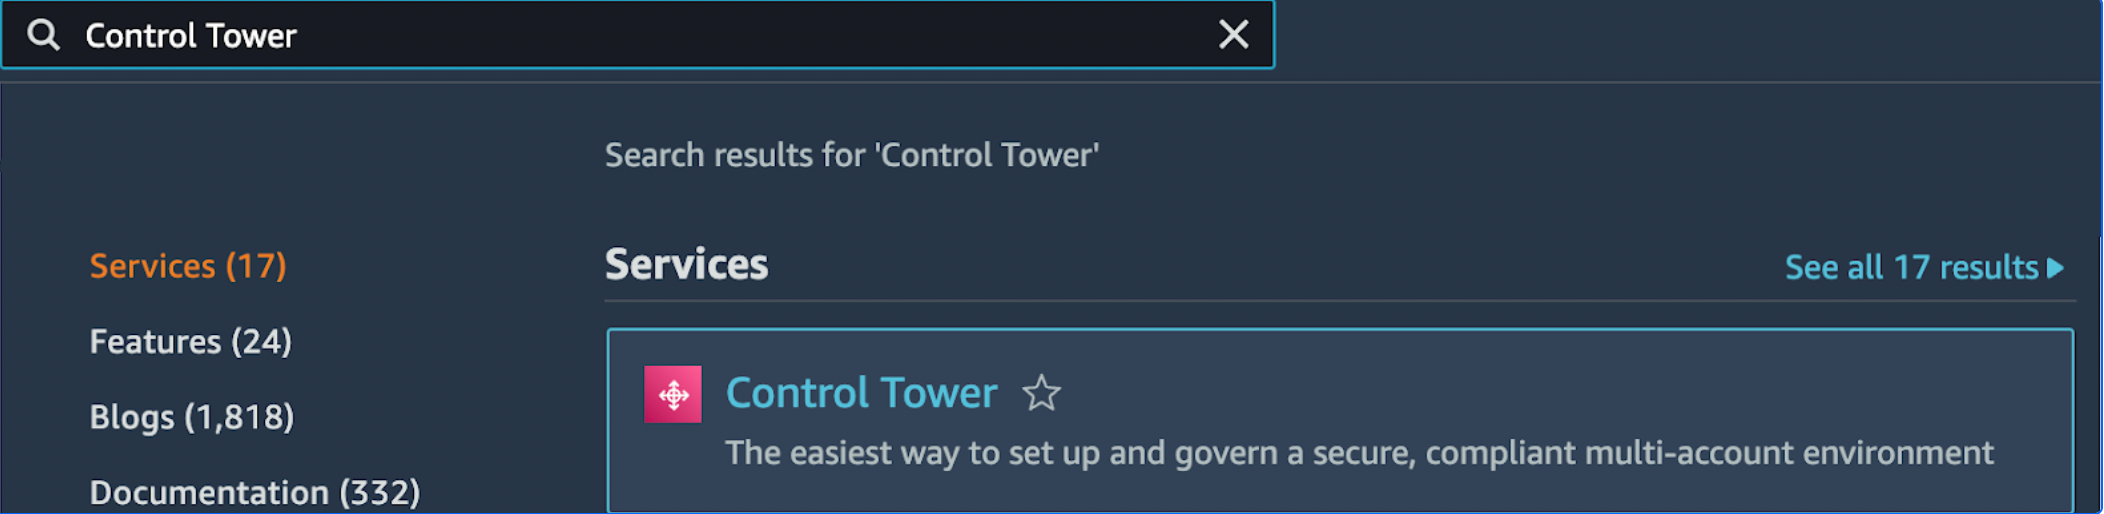 Control Tower
Search results for 'Control Tower'
Services (17)
Features (24)
Blogs (1,818)
Documentation (332)
Services
See all 17 results
Control Tower
The easiest way to set up and govern a secure, compliant multi-account environment